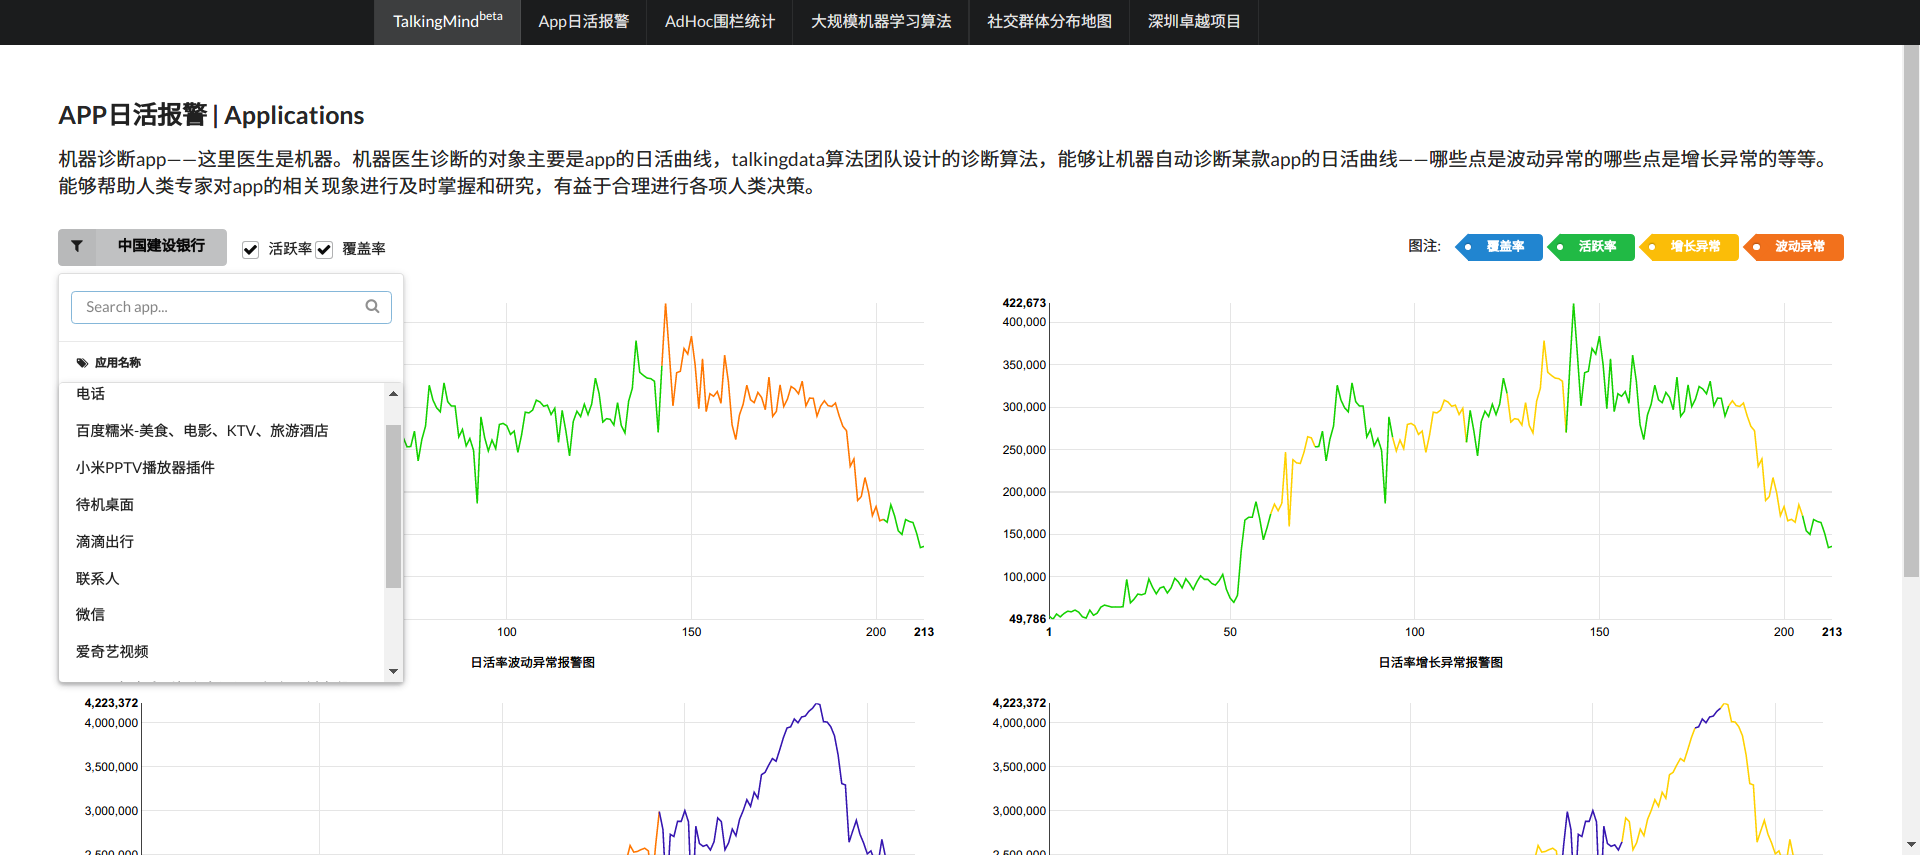 TalkingMindbeta App日活报警 AdHoc围栏统计 大规模机器学习算法 社交群体分布地图 深圳卓越项目
APP日活报警 | Applications
机器诊断app——这里医生是机器。机器医生诊断的对象主要是app的日活曲线，talkingdata算法团队设计的诊断算法，能够让机器自动诊断某款app的日活曲线——哪些点是波动异常的哪些点是增长异常的等等。
能够帮助人类专家对app的相关现象进行及时掌握和研究，有益于合理进行各项人类决策。
中国建设银行 活跃率 覆盖率
图注: 覆盖率 活跃率 增长异常 波动异常
Search app...
应用名称
电话
百度糯米-美食、电影、KTV、旅游酒店
小米PPTV播放器插件
待机桌面
滴滴出行
联系人
微信
爱奇艺视频
100 150 200 213
日活率波动异常报警图
422,673
400,000
350,000
300,000
250,000
200,000
150,000
100,000
49,786
1 50 100 150 200 213
日活率增长异常报警图
4,223,372
4,000,000
3,500,000
3,000,000
2,500,000
4,223,372
4,000,000
3,500,000
3,000,000
2,500,000